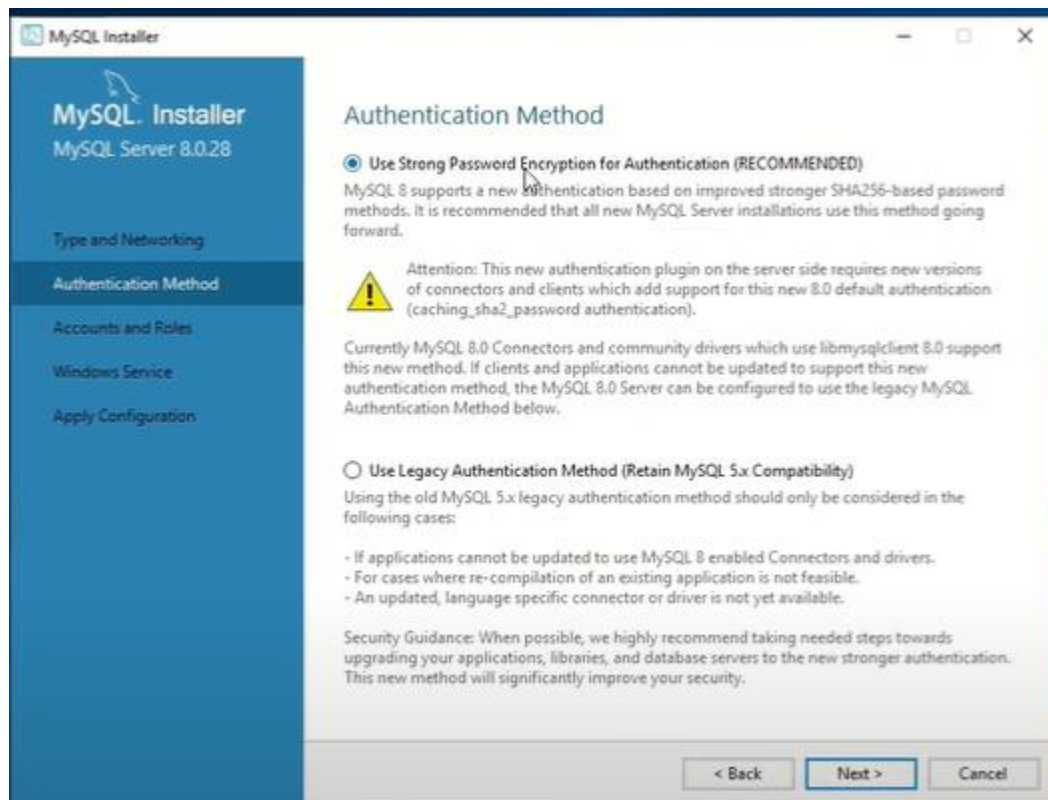 MySQL Installer
MySQL. Installer
MySQL Server 8.0.28
Type and Networking
Authentication Method
Accounts and Roles
Windows Service
Apply Configuration
Authentication Method
Use Strong Password Encryption for Authentication (RECOMMENDED)
MySQL 8 supports a new authentication based on improved stronger SHA256-based password
methods. It is recommended that all new MySQL Server installations use this method going
forward.
Attention: This new authentication plugin on the server side requires new versions
of connectors and clients which add support for this new 8.0 default authentication
(caching_sha2_password authentication).
Currently MySQL 8.0 Connectors and community drivers which use libmysqlclient 8.0 support
this new method. If clients and applications cannot be updated to support this new
authentication method, the MySQL 8.0 Server can be configured to use the legacy MySQL
Authentication Method below.
Use Legacy Authentication Method (Retain MySQL 5.x Compatibility)
Using the old MySQL 5.x legacy authentication method should only be considered in the
following cases:
- If applications cannot be updated to use MySQL 8 enabled Connectors and drivers.
- For cases where re-compilation of an existing application is not feasible.
- An updated, language specific connector or driver is not yet available.
Security Guidance: When possible, we highly recommend taking needed steps towards
upgrading your applications, libraries, and database servers to the new stronger authentication.
This new method will significantly improve your security.
< Back
Next >
Cancel